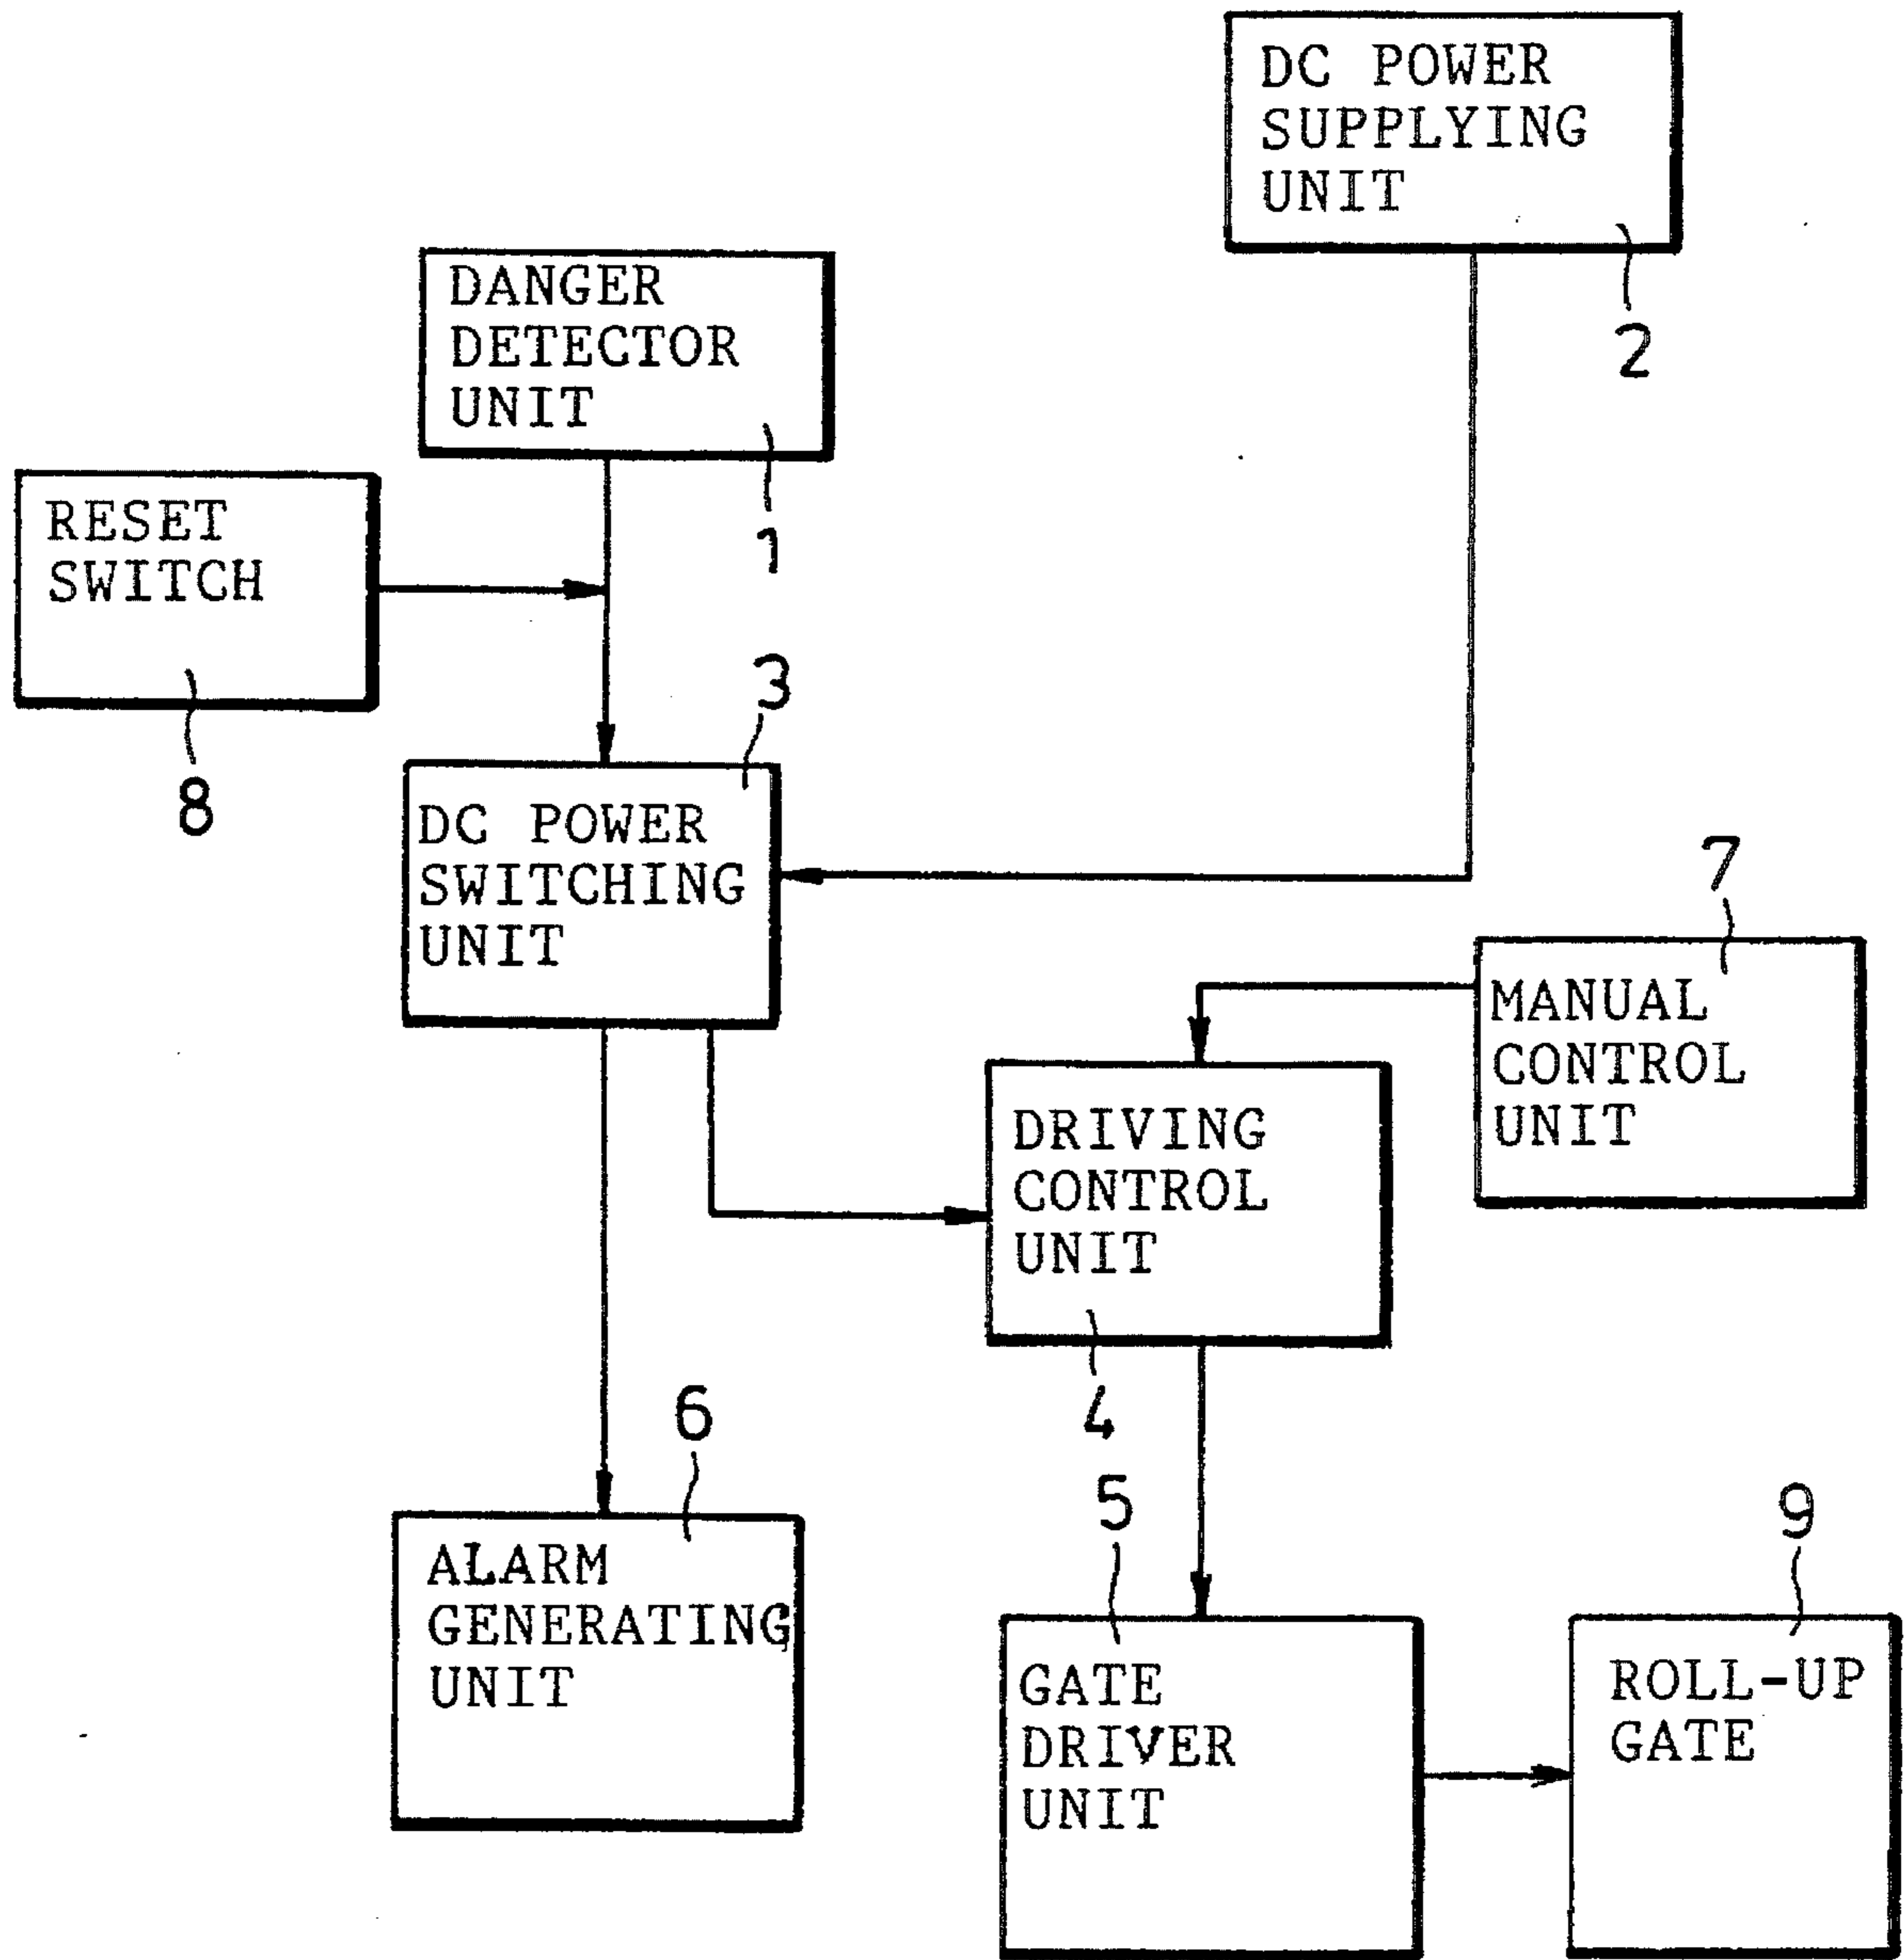 DC POWER
SUPPLYING
UNIT
2
DANGER
DETECTOR
UNIT
1
RESET
SWITCH
8
3
DC POWER
SWITCHING
UNIT
7
MANUAL
CONTROL
UNIT
DRIVING
CONTROL
UNIT
4
6
ALARM
GENERATING
UNIT
5
GATE
DRIVER
UNIT
9
ROLL-UP
GATE